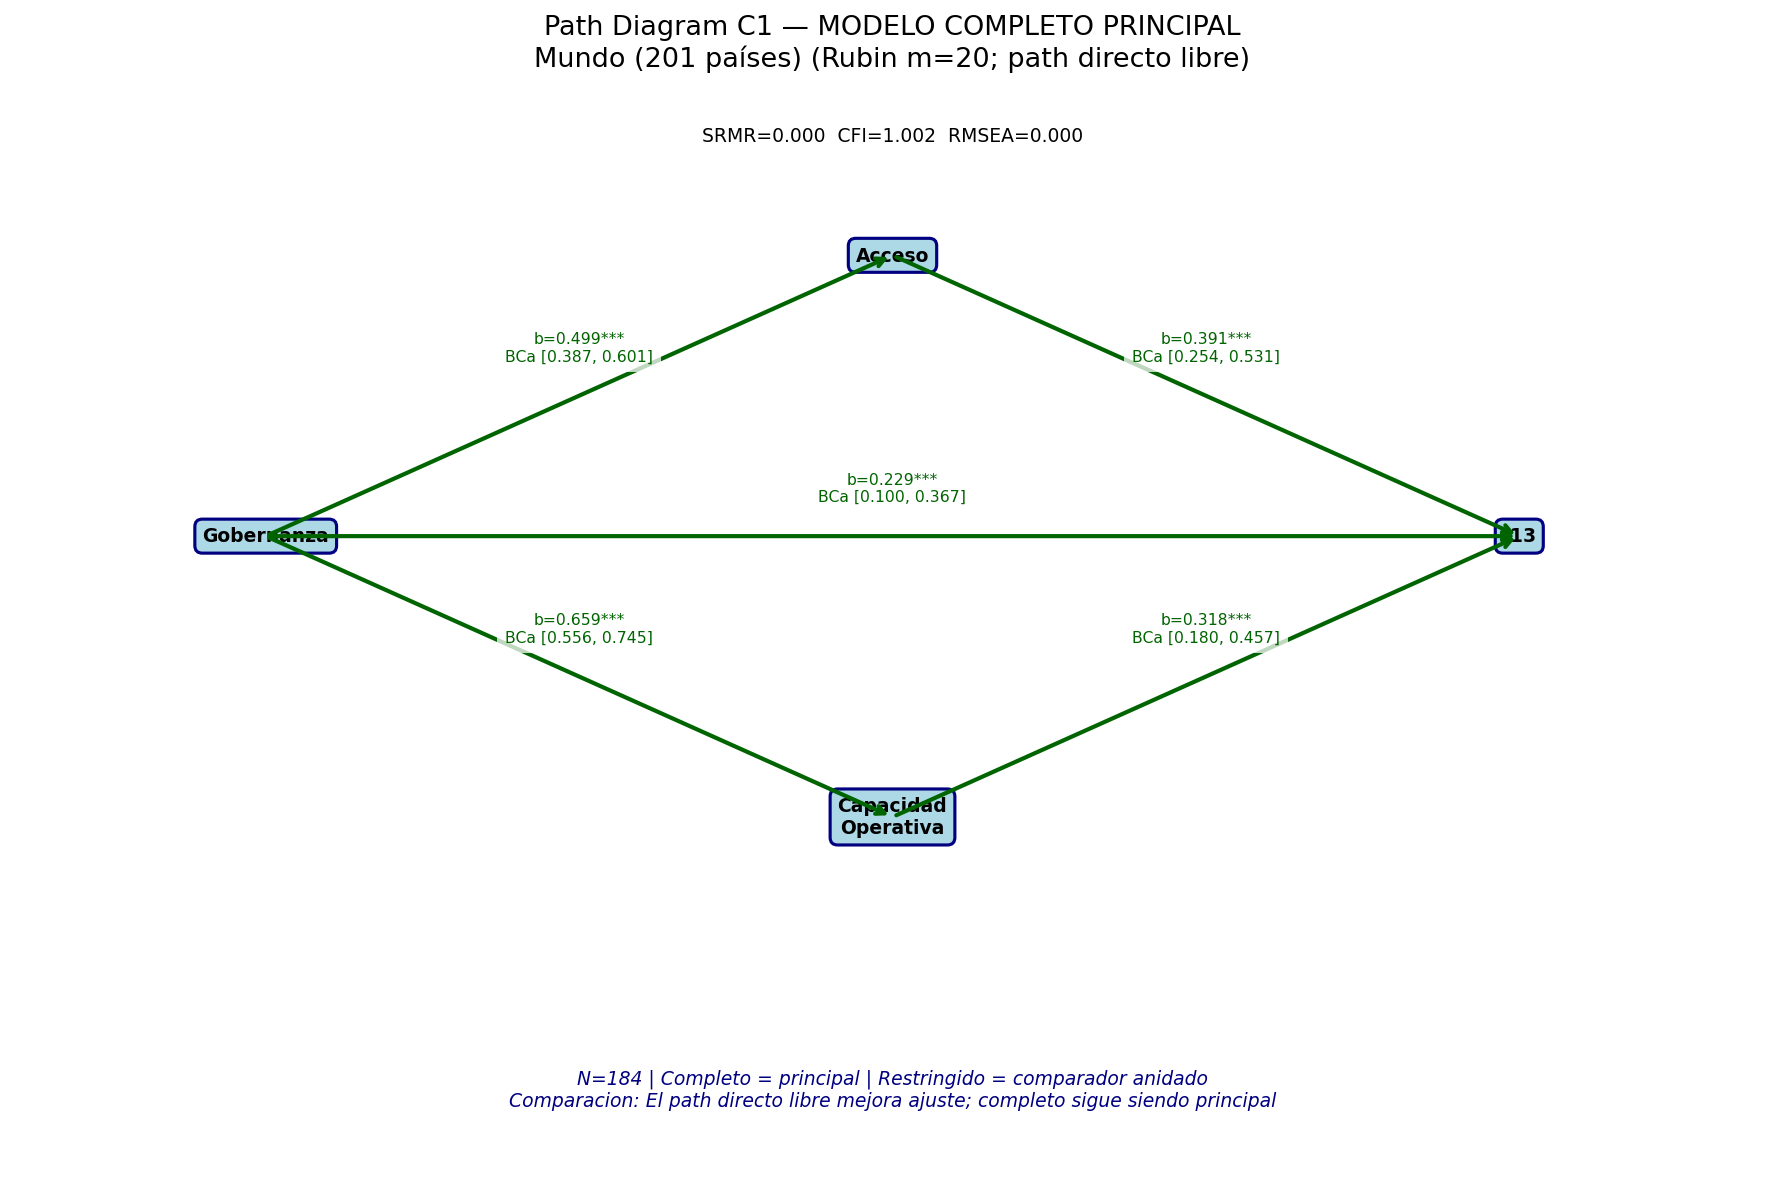 Path Diagram C1 — MODELO COMPLETO PRINCIPAL
Mundo (201 países) (Rubin m=20; path directo libre)
SRMR=0.000  CFI=1.002  RMSEA=0.000
Acceso
b=0.499***
BCa [0.387, 0.601]
b=0.391***
BCa [0.254, 0.531]
b=0.229***
BCa [0.100, 0.367]
Gobernanza
13
b=0.659***
BCa [0.556, 0.745]
b=0.318***
BCa [0.180, 0.457]
Capacidad
Operativa
N=184 | Completo = principal | Restringido = comparador anidado
Comparacion: El path directo libre mejora ajuste; completo sigue siendo principal